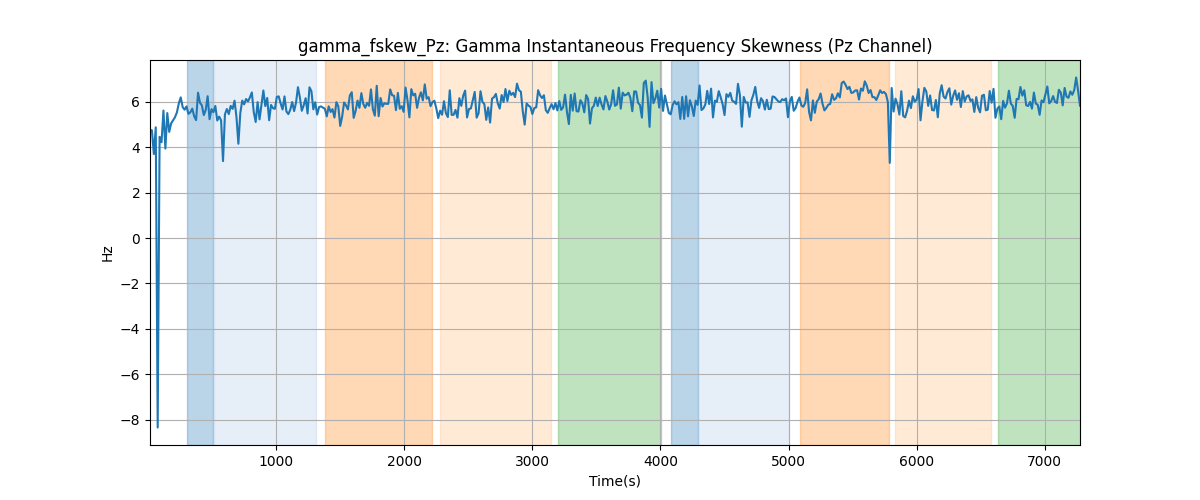 gamma_fskew_Pz: Gamma Instantaneous Frequency Skewness (Pz Channel)
6
4
2
0
−2
−4
−6
−8
Hz
1000 2000 3000 4000 5000 6000 7000
Time(s)